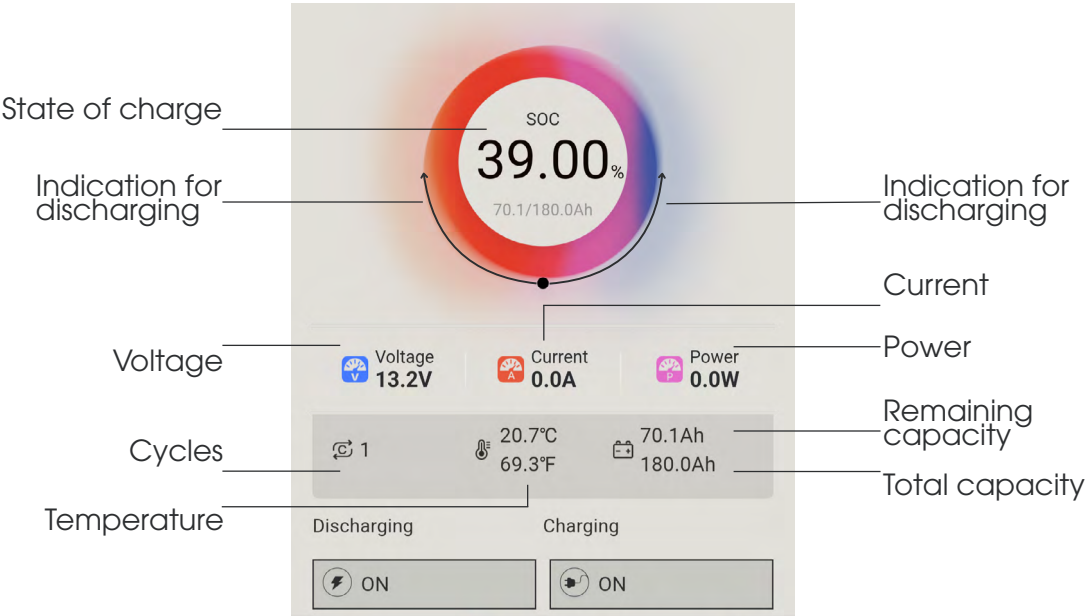 State of charge
Indication for
discharging
Voltage
Cycles
Temperature
SOC
39.00%
70.1/180.0Ah
Voltage
13.2V
V
Current
0.0A
A
Power
0.0W
P
C 1
20.7℃
69.3℉
70.1Ah
180.0Ah
Discharging
ON
Charging
ON
Indication for
discharging
Current
Power
Remaining
capacity
Total capacity